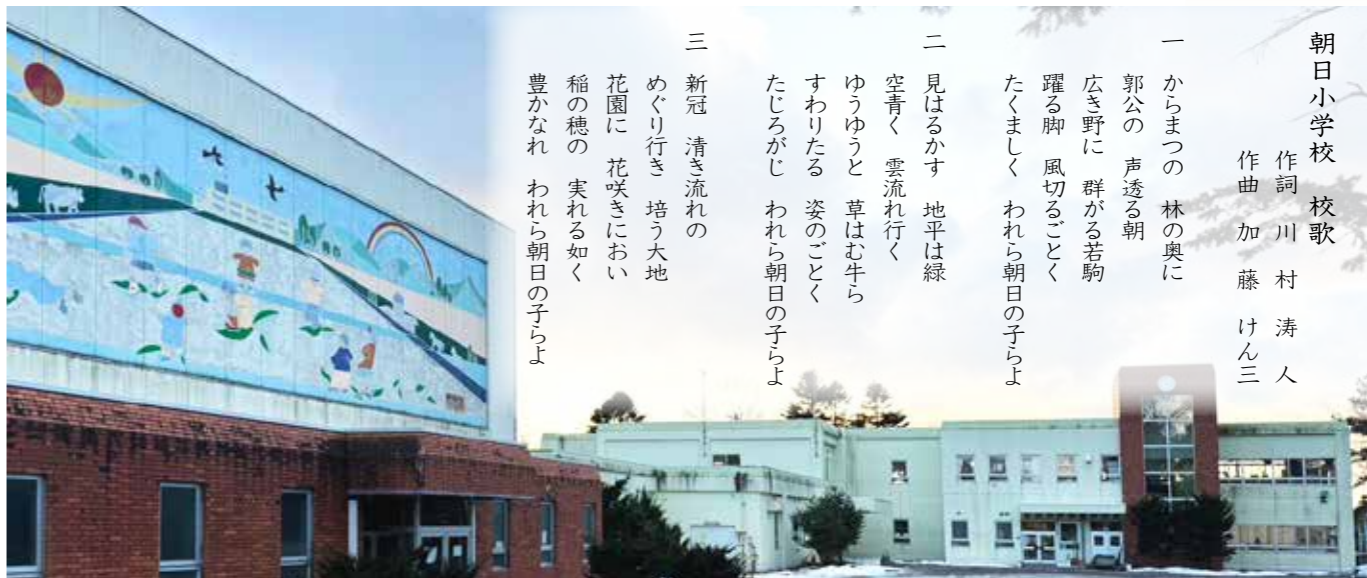 朝日小学校　校歌
作詞　川　村　涛　人
作曲　加　藤　けん三
一　からまつの　林の奥に
郭公の　声透る朝
広き野に　群がる若駒
躍る脚　風切るごとく
たくましく　われら朝日の子らよ
二　見はるかす　地平は緑
空青く　雲流れ行く
ゆうゆうと　草はむ牛ら
すわりたる　姿のごとく
たじろがじ　われら朝日の子らよ
三　新冠　清き流れの
めぐり行き　培う大地
花園に　花咲きにおい
稲の穂の　実れる如く
豊かなれ　われら朝日の子らよ